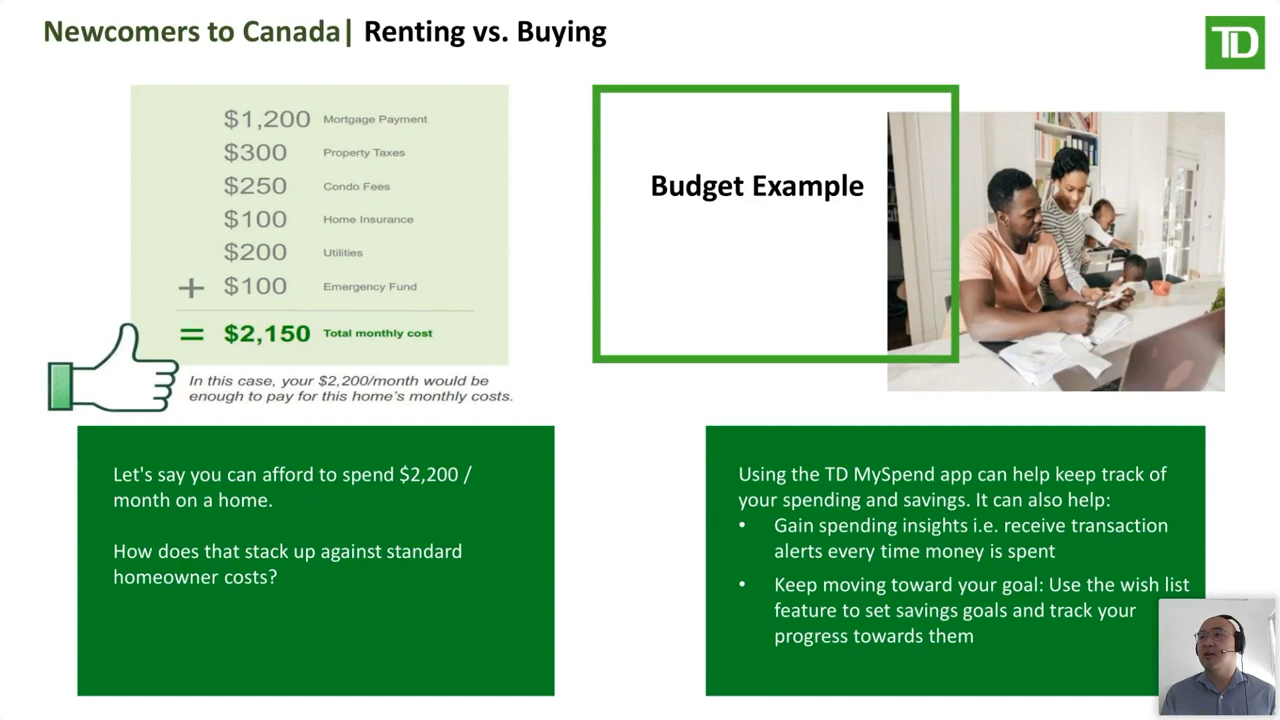 Newcomers to Canada| Renting vs. Buying
TD
$1,200 Mortgage Payment
$300 Property Taxes
$250 Condo Fees
$100 Home Insurance
$200 Utilities
+ $100 Emergency Fund
= $2,150 Total monthly cost
In this case, your $2,200/month would be
enough to pay for this home's monthly costs.
Budget Example
Let's say you can afford to spend $2,200 /
month on a home.
How does that stack up against standard
homeowner costs?
Using the TD MySpend app can help keep track of
your spending and savings. It can also help:
• Gain spending insights i.e. receive transaction
alerts every time money is spent
• Keep moving toward your goal: Use the wish list
feature to set savings goals and track your
progress towards them